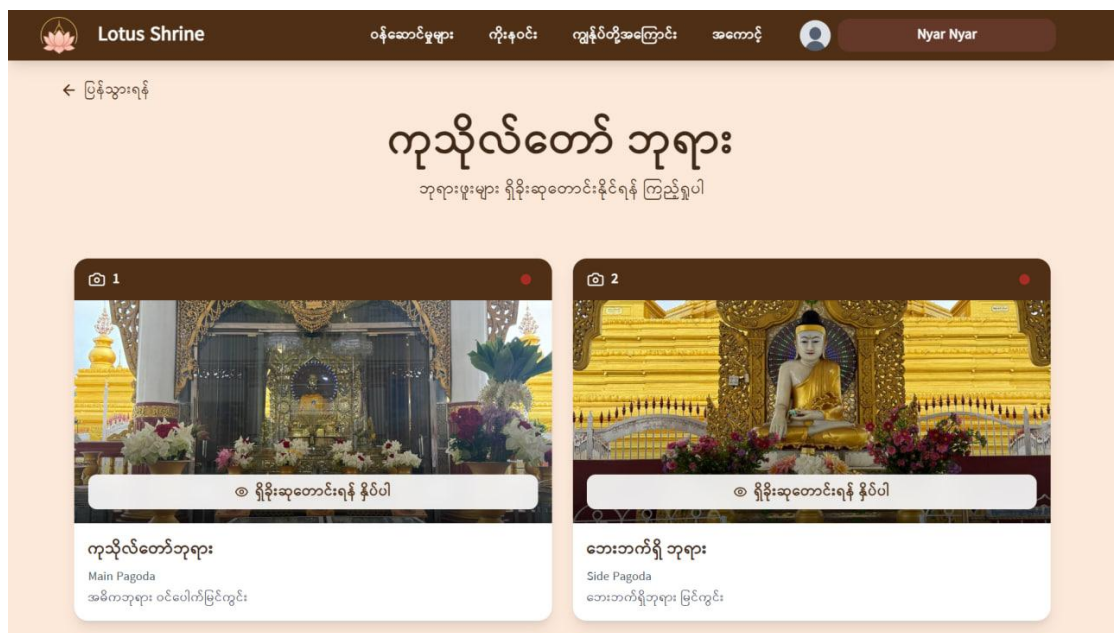 Lotus Shrine
ဝန်ဆောင်မှုများ ကိုးနဝင်း ကျွန်ုပ်တို့အကြောင်း အကောင့် Nyar Nyar
← ပြန်သွားရန်
ကုသိုလ်တော် ဘုရား
ဘုရားဖူးများ ရှိခိုးဆုတောင်းနိုင်ရန် ကြည့်ရှုပါ
1
2
ရှိခိုးဆုတောင်းရန် နှိပ်ပါ
ရှိခိုးဆုတောင်းရန် နှိပ်ပါ
ကုသိုလ်တော်ဘုရား
Main Pagoda
အဓိကဘုရား ဝင်ပေါက်မြင်ကွင်း
ဘေးဘက်ရှိ ဘုရား
Side Pagoda
ဘေးဘက်ရှိဘုရား မြင်ကွင်း